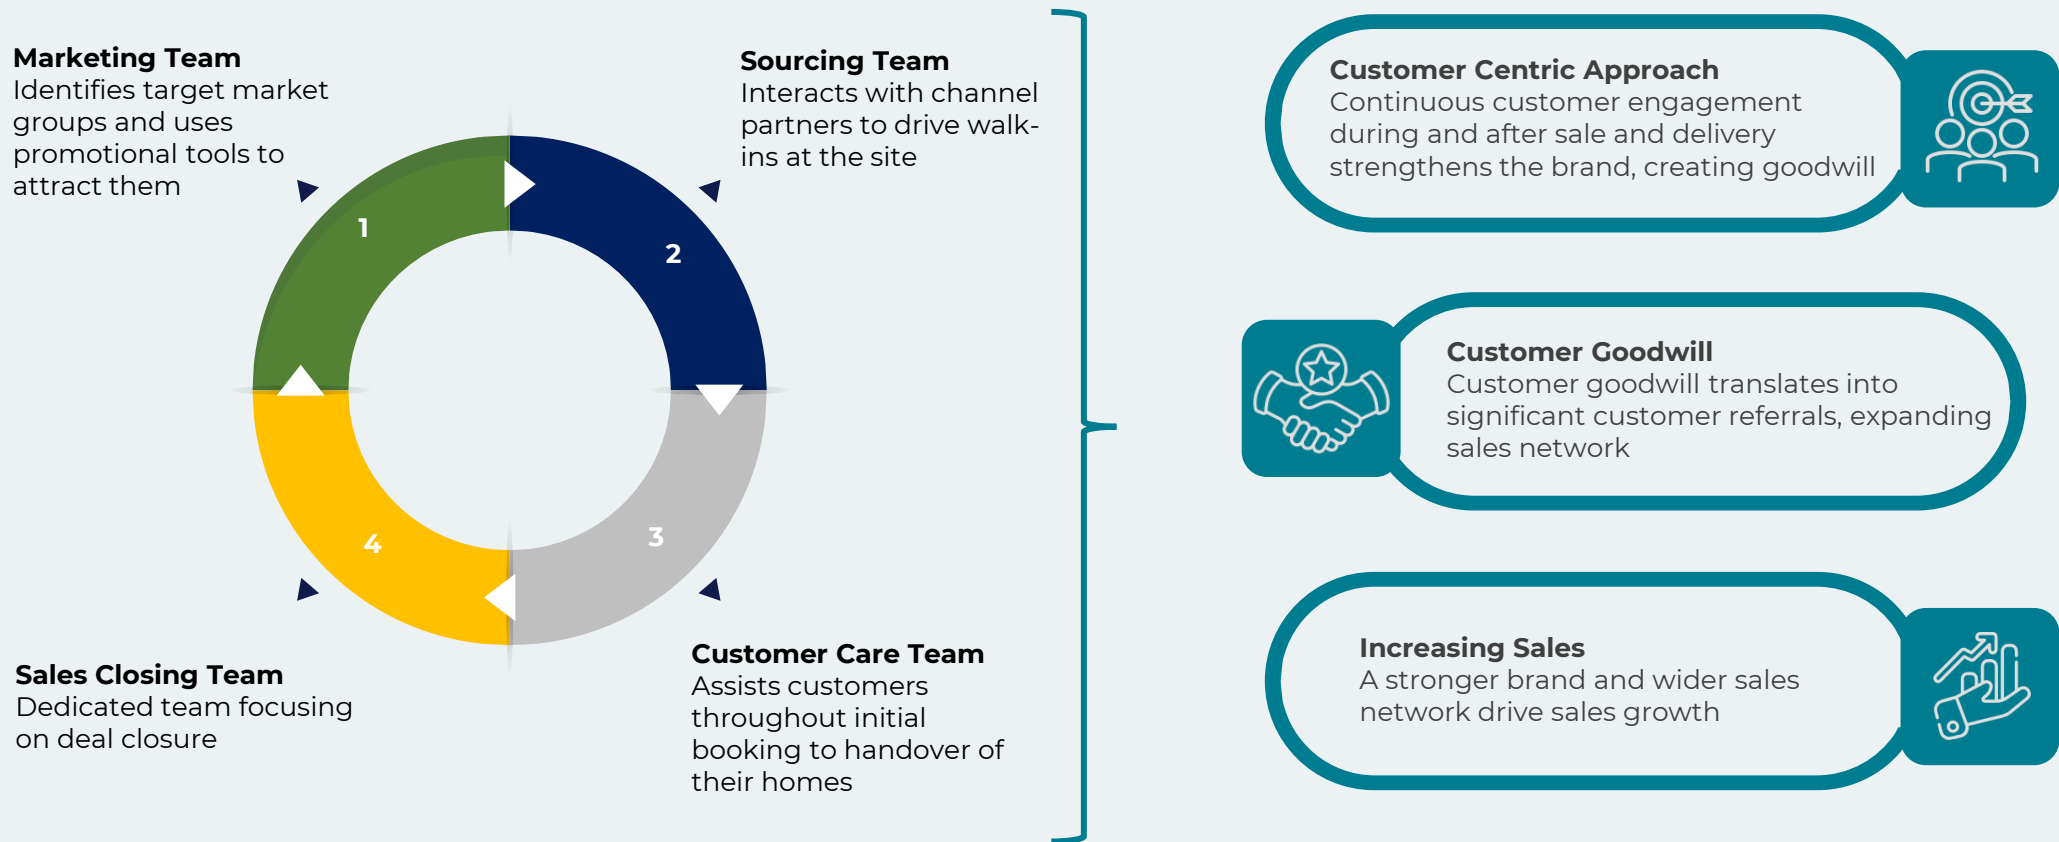 Marketing Team
Identifies target market
groups and uses
promotional tools to
attract them
1
Sourcing Team
Interacts with channel
partners to drive walk-
ins at the site
2
3
Customer Care Team
Assists customers
throughout initial
booking to handover of
their homes
4
Sales Closing Team
Dedicated team focusing
on deal closure
Customer Centric Approach
Continuous customer engagement
during and after sale and delivery
strengthens the brand, creating goodwill
Customer Goodwill
Customer goodwill translates into
significant customer referrals, expanding
sales network
Increasing Sales
A stronger brand and wider sales
network drive sales growth